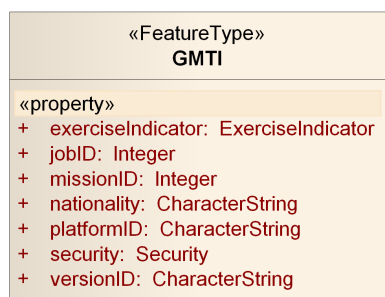 «FeatureType»
GMTI
«property»
+ exerciseIndicator: ExerciseIndicator
+ jobID: Integer
+ missionID: Integer
+ nationality: CharacterString
+ platformID: CharacterString
+ security: Security
+ versionID: CharacterString